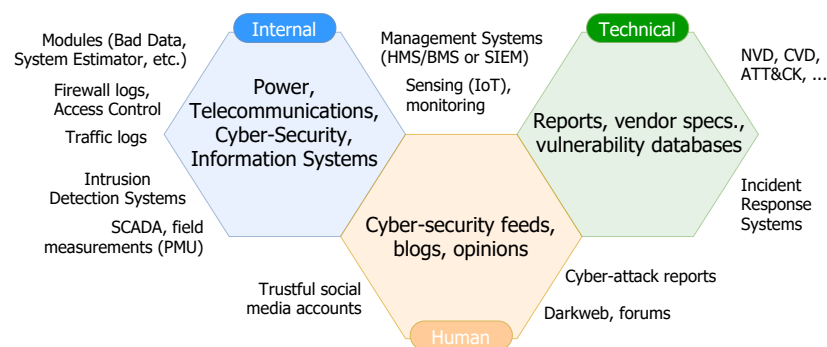 Internal
Modules (Bad Data,
System Estimator, etc.)
Firewall logs,
Access Control
Traffic logs
Intrusion
Detection Systems
SCADA, field
measurements (PMU)
Power,
Telecommunications,
Cyber-Security,
Information Systems
Management Systems
(HMS/BMS or SIEM)
Sensing (IoT),
monitoring
Technical
Reports, vendor specs.,
vulnerability databases
NVD, CVD,
ATT&CK, ...
Incident
Response
Systems
Cyber-security feeds,
blogs, opinions
Trustful social
media accounts
Cyber-attack reports
Darkweb, forums
Human